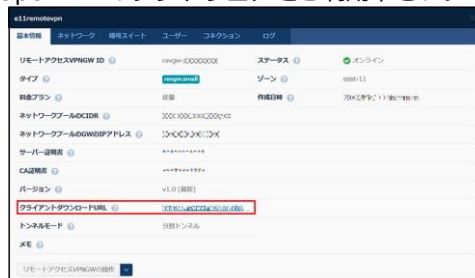 e11remotevpn
基本情報 ネットワーク 暗号スイート ユーザー コネクション ログ
リモートアクセスVPNGW ID ステータス オンライン
タイプ ravgw.small ゾーン east-11
料金プラン 従量 作成日時
ネットワークプールのCIDR
ネットワークプールのGWのIPアドレス
サーバー証明書 **********
CA証明書 **********
バージョン v1.0 (最新)
クライアントダウンロードURL
トンネルモード 分割トンネル
メモ
リモートアクセスVPNGWの操作